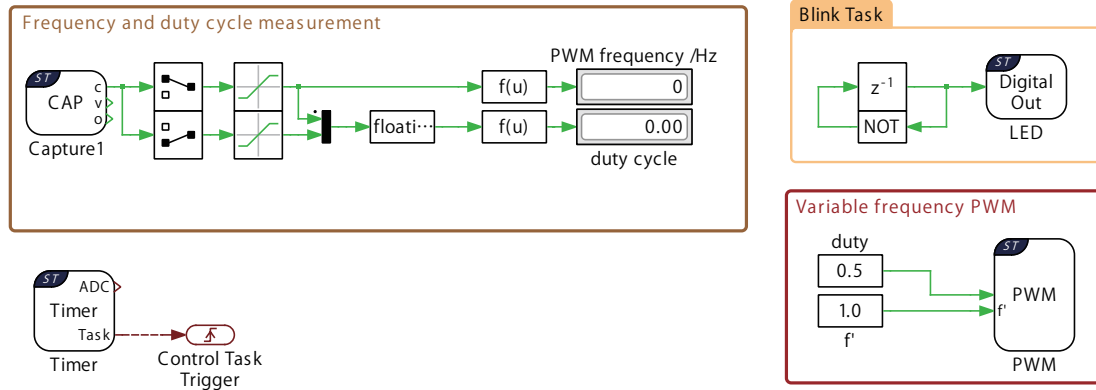 Frequency and duty cycle measurement
ST
CAP
c
v
o
Capture1
floati···
f(u)
f(u)
PWM frequency /Hz
0
0.00
duty cycle
Blink Task
z-1
NOT
ST
Digital
Out
LED
Variable frequency PWM
duty
0.5
1.0
f'
ST
PWM
f'
PWM
ST
ADC
Timer
Task
Timer
Control Task
Trigger